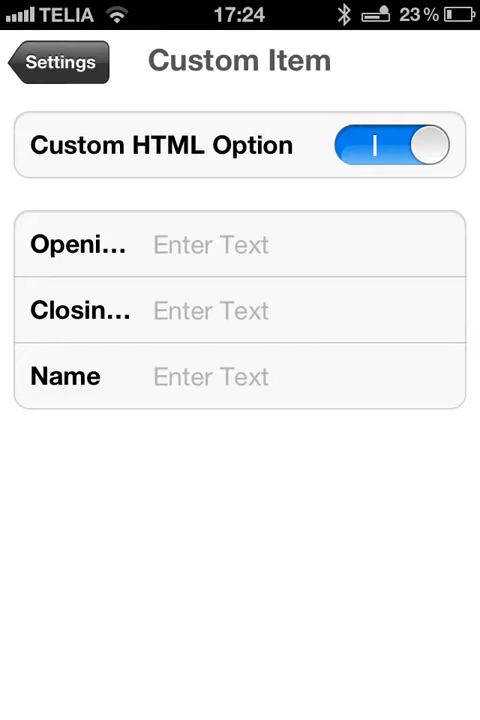 TELIA 17:24 23%
Settings Custom Item
Custom HTML Option
Openi... Enter Text
Closin... Enter Text
Name Enter Text